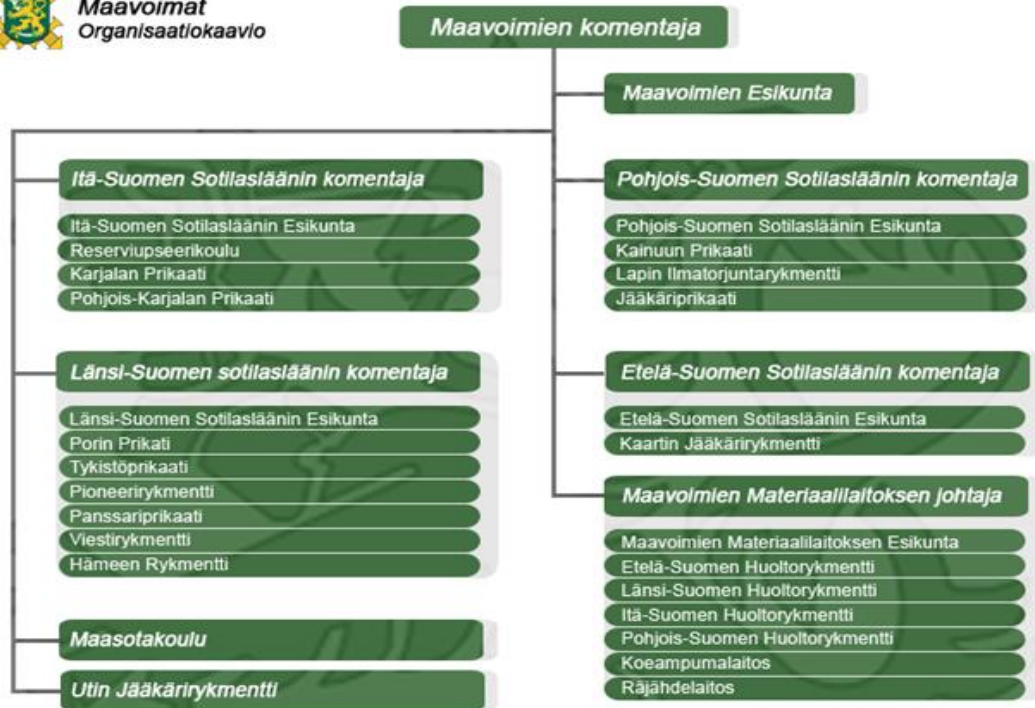 Maavoimat
Organisaatiokaavio
Maavoimien komentaja
Maavoimien Esikunta
Itä-Suomen Sotilasläänin komentaja
Itä-Suomen Sotilasläänin Esikunta
Reserviupseerikoulu
Karjalan Prikaati
Pohjois-Karjalan Prikaati
Pohjois-Suomen Sotilasläänin komentaja
Pohjois-Suomen Sotilasläänin Esikunta
Kainuun Prikaati
Lapin Ilmatorjuntarykmentti
Jääkäriprikaati
Länsi-Suomen sotilasläänin komentaja
Länsi-Suomen Sotilasläänin Esikunta
Porin Prikati
Tykistöprikaati
Pioneerirykmentti
Panssariprikaati
Viestirykmentti
Hämeen Rykmentti
Etelä-Suomen Sotilasläänin komentaja
Etelä-Suomen Sotilasläänin Esikunta
Kaartin Jääkärirykmentti
Maavoimien Materiaalilaitoksen johtaja
Maavoimien Materiaalilaitoksen Esikunta
Etelä-Suomen Huoltorykmentti
Länsi-Suomen Huoltorykmentti
Itä-Suomen Huoltorykmentti
Pohjois-Suomen Huoltorykmentti
Koeampumalaitos
Räjähdelaitos
Maasotakoulu
Utin Jääkärirykmentti